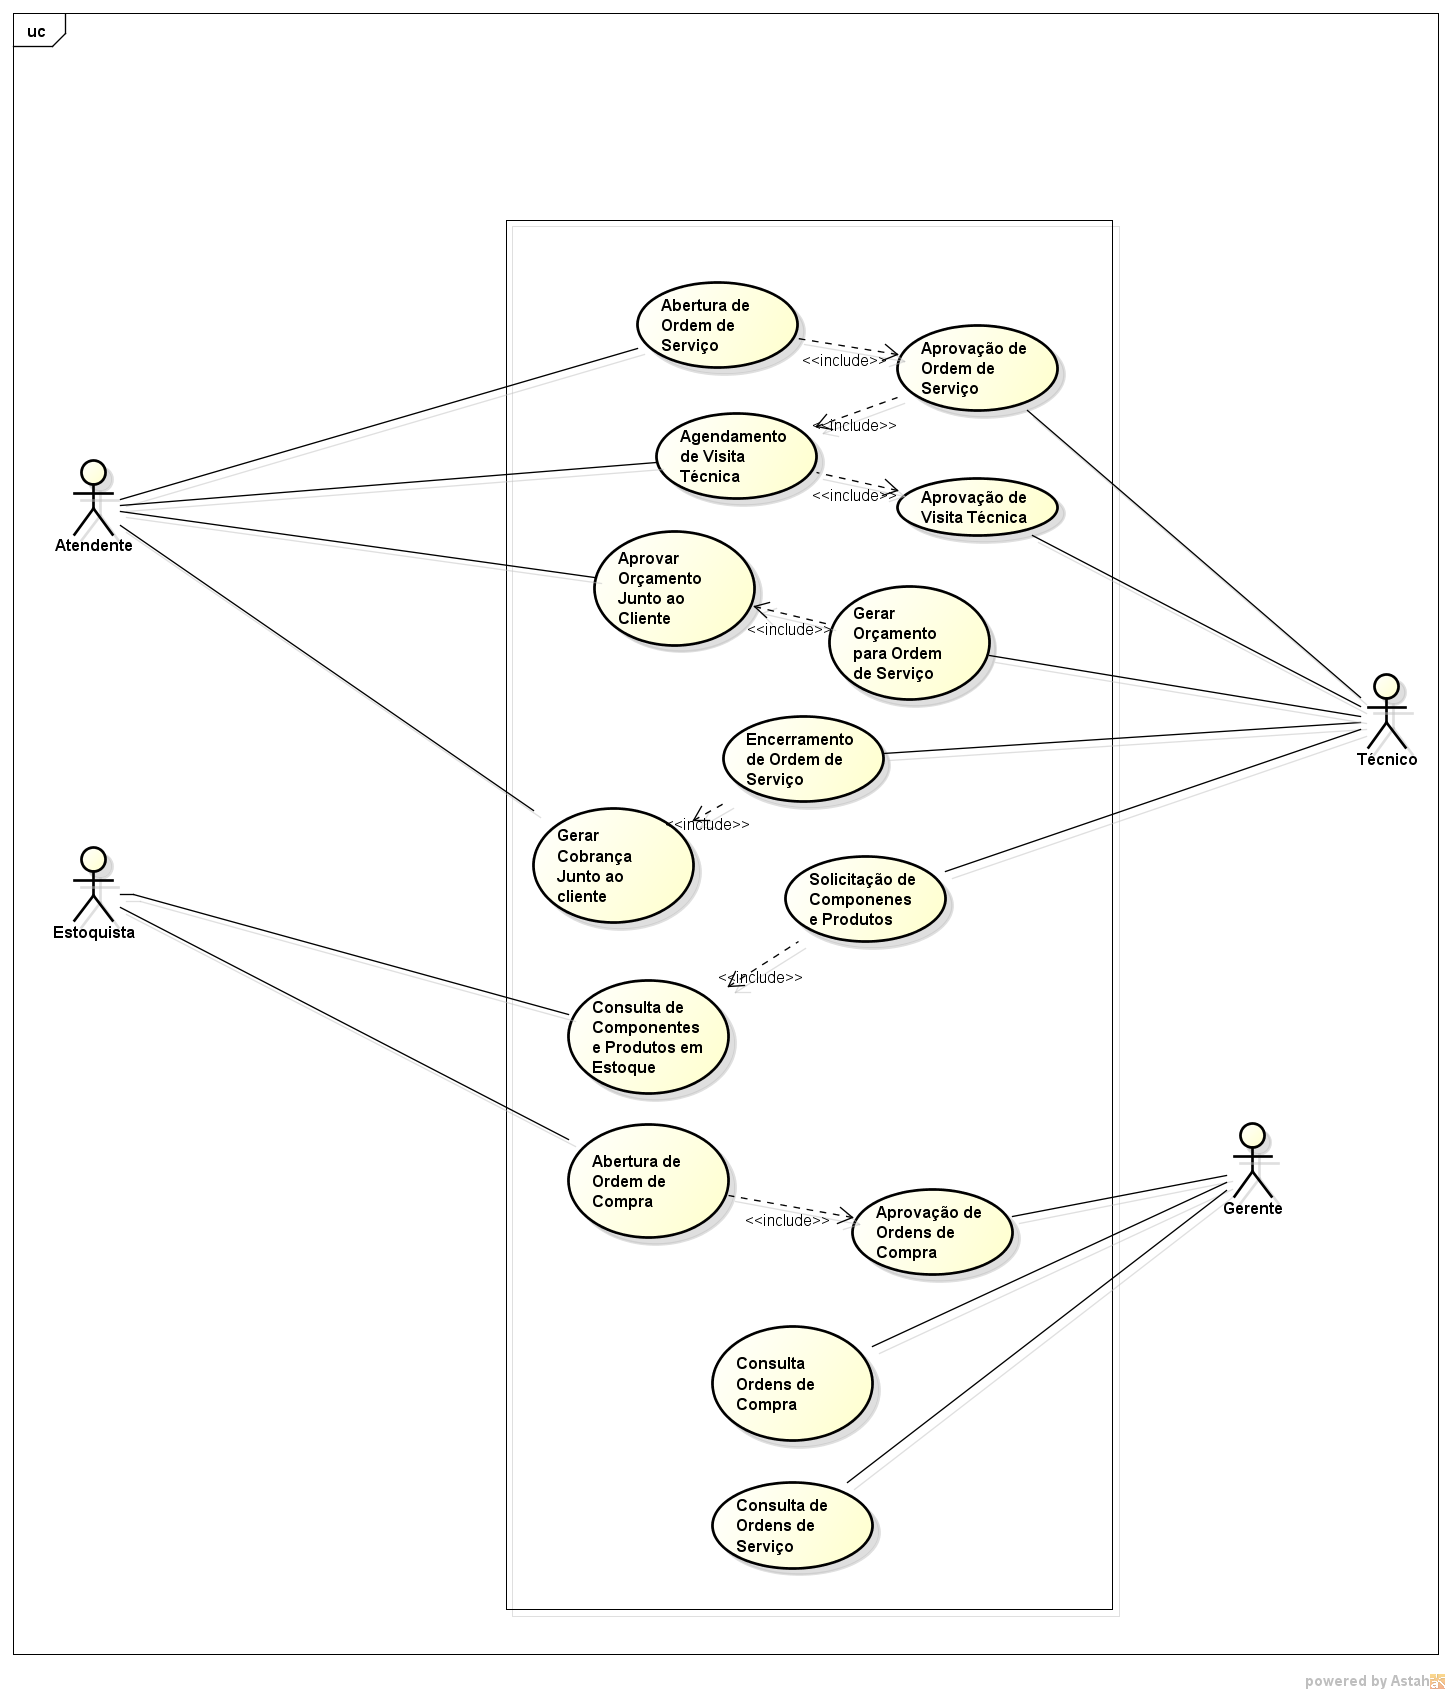 uc
Abertura de
Ordem de
Serviço
<<include>>
Aprovação de
Ordem de
Serviço
<<include>>
Agendamento
de Visita
Técnica
<<include>>
Aprovação de
Visita Técnica
Atendente
Aprovar
Orçamento
Junto ao
Cliente
<<include>>
Gerar
Orçamento
para Ordem
de Serviço
Técnico
Encerramento
de Ordem de
Serviço
<<include>>
Gerar
Cobrança
Junto ao
cliente
Estoquista
Solicitação de
Componenes
e Produtos
<<include>>
Consulta de
Componentes
e Produtos em
Estoque
Abertura de
Ordem de
Compra
<<include>>
Aprovação de
Ordens de
Compra
Gerente
Consulta
Ordens de
Compra
Consulta de
Ordens de
Serviço
powered by Astah